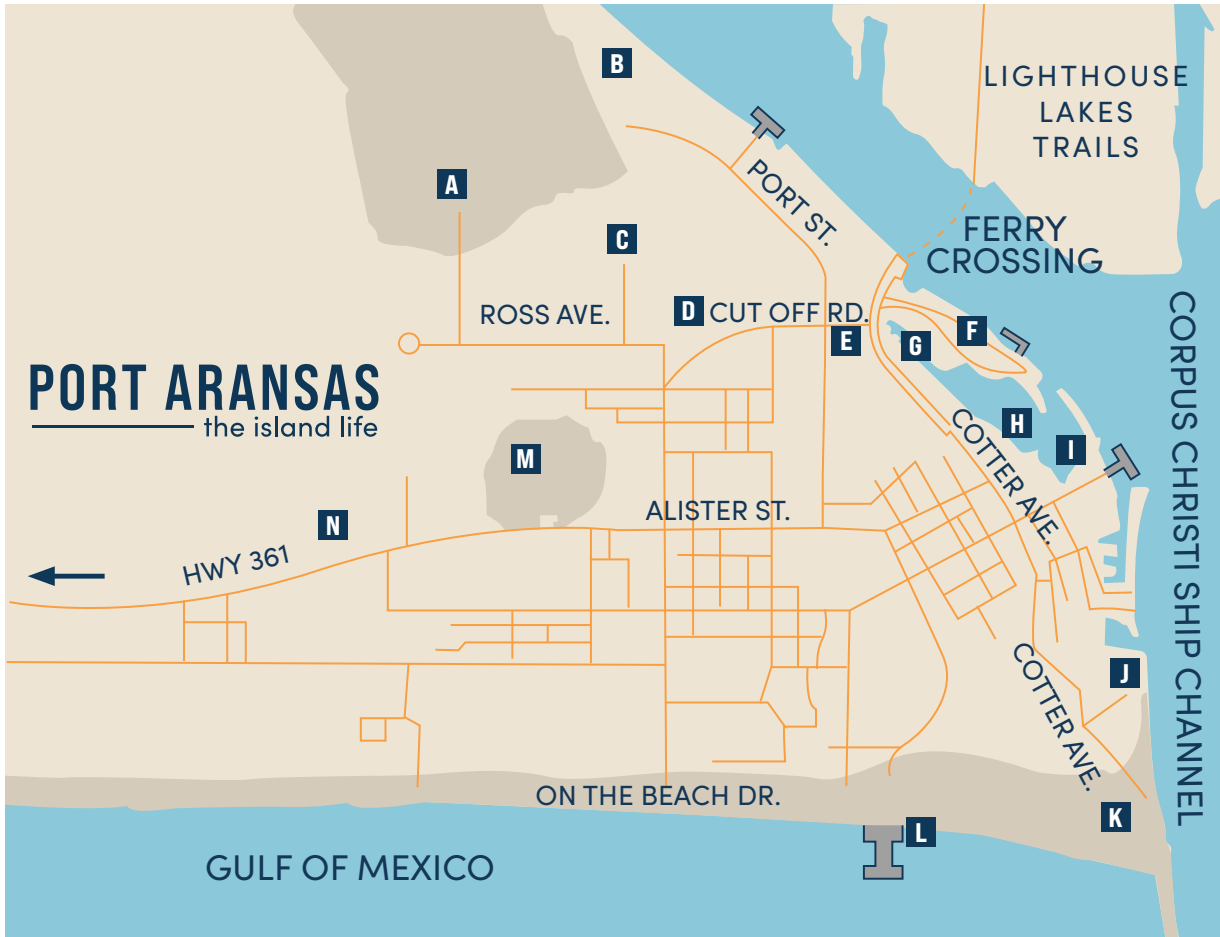 B
LIGHTHOUSE
LAKES
TRAILS
A
PORT ST.
C
FERRY
CROSSING
ROSS AVE.
D
CUT OFF RD.
E
G
F
CORPUS CHRISTI SHIP CHANNEL
PORT ARANSAS
the island life
H
I
COTTER AVE.
M
ALISTER ST.
N
HWY 361
J
COTTER AVE.
ON THE BEACH DR.
K
L
GULF OF MEXICO